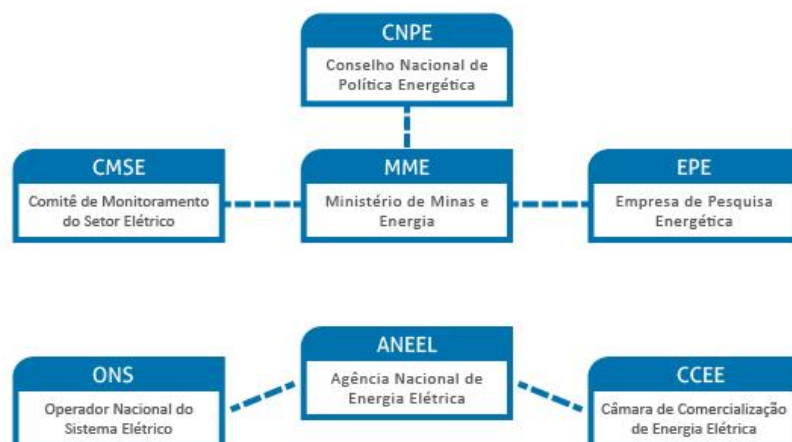 CNPE
Conselho Nacional de
Política Energética
CMSE
Comitê de Monitoramento
do Setor Elétrico
MME
Ministério de Minas e
Energia
EPE
Empresa de Pesquisa
Energética
ONS
Operador Nacional do
Sistema Elétrico
ANEEL
Agência Nacional de
Energia Elétrica
CCEE
Câmara de Comercialização
de Energia Elétrica